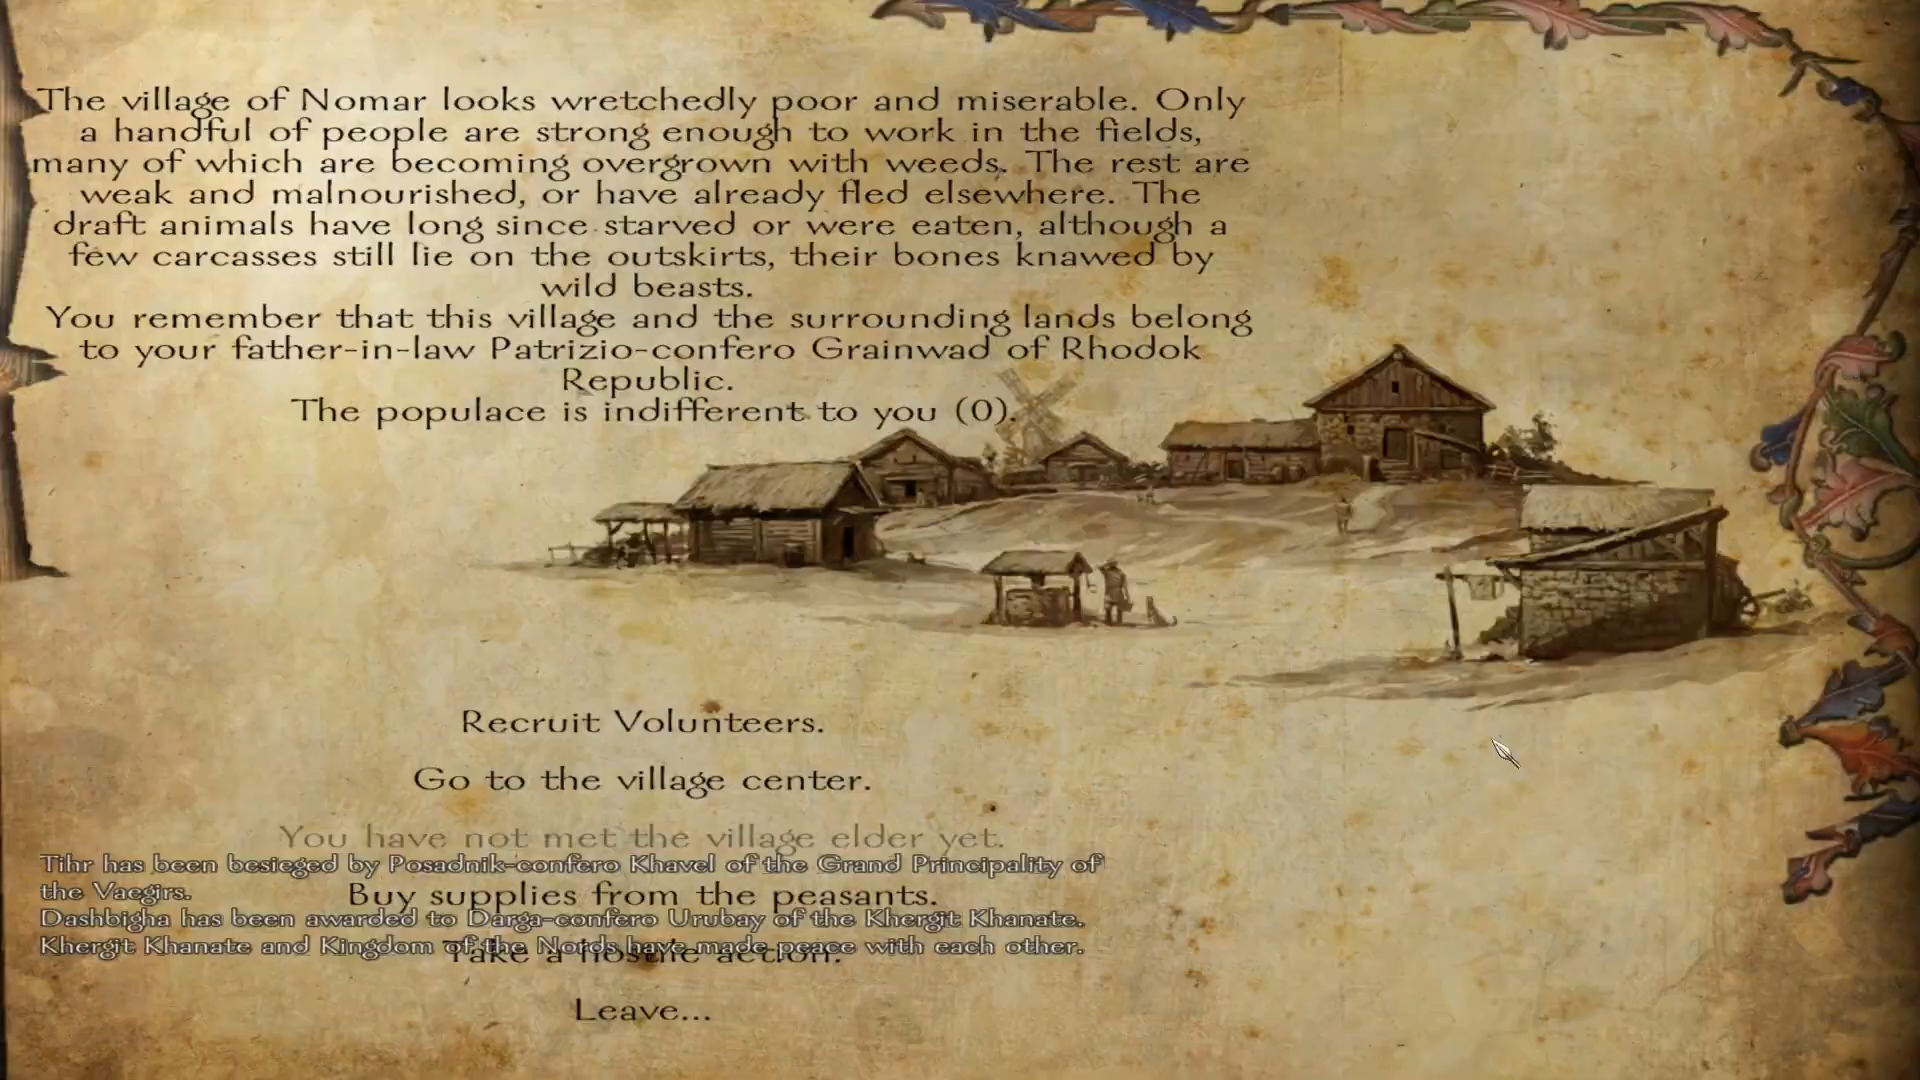 The village of Nomar looks wretchedly poor and miserable. Only
a handful of people are strong enough to work in the fields,
many of which are becoming overgrown with weeds. The rest are
weak and malnourished, or have already fled elsewhere. The
draft animals have long since starved or were eaten, although a
few carcasses still lie on the outskirts, their bones knawed by
wild beasts.
You remember that this village and the surrounding lands belong
to your father-in-law Patrizio-confero Grainwad of Rhodok
Republic.
The populace is indifferent to you (0).
Recruit Volunteers.
Go to the village center.
You have not met the village elder yet.
Tihr has been besieged by Posadnik-confero Khavel of the Grand Principality of
the Vaegirs.
Buy supplies from the peasants.
Dashbigha has been awarded to Darga-confero Urubay of the Khergit Khanate.
Khergit Khanate and Kingdom of the Nords have made peace with each other.
Take a hostile action.
Leave...